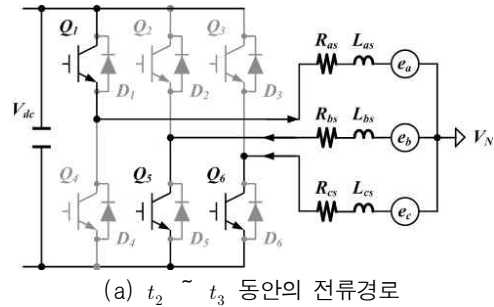 Q1 Q2 Q3
D1 D2 D3
Vdc
Q4 Q5 Q6
D4 D5 D6
Ras Las ea
Rbs Lbs eb
Rcs Lcs ec
VN
(a) t2 ~ t3 동안의 전류경로